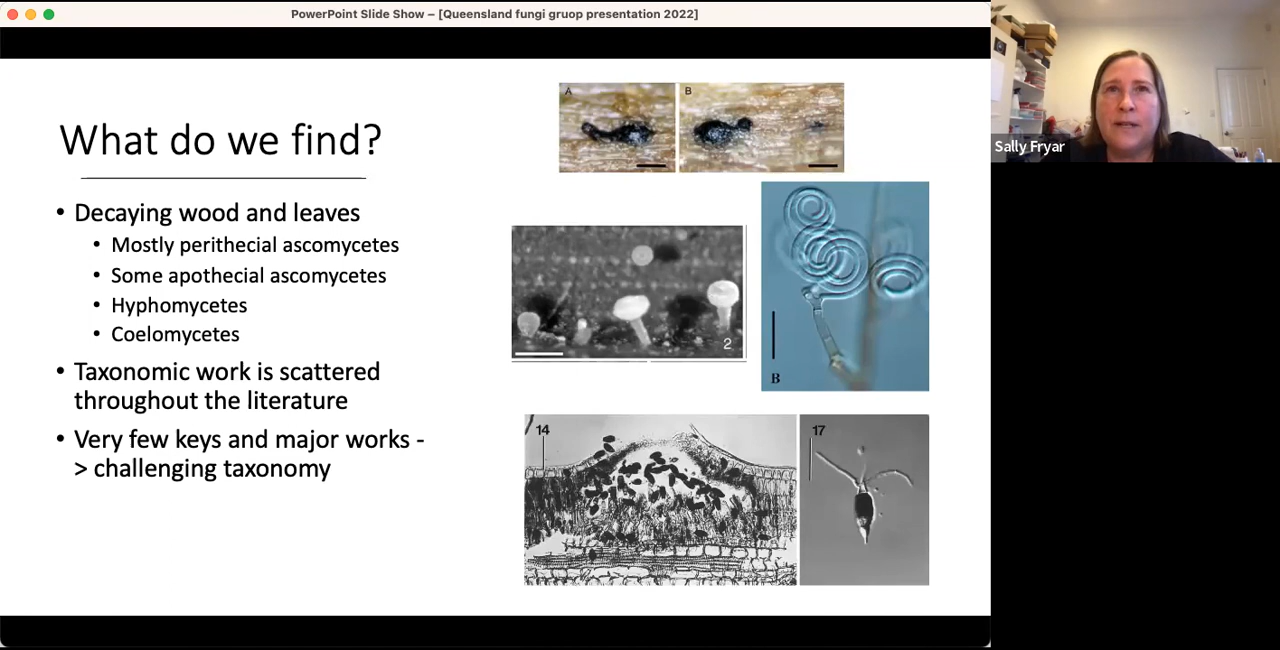 PowerPoint Slide Show – [Queensland fungi gruop presentation 2022]
Sally Fryar
What do we find?
• Decaying wood and leaves
• Mostly perithecial ascomycetes
• Some apothecial ascomycetes
• Hyphomycetes
• Coelomycetes
• Taxonomic work is scattered
throughout the literature
• Very few keys and major works -
> challenging taxonomy
A
B
2
B
14
17